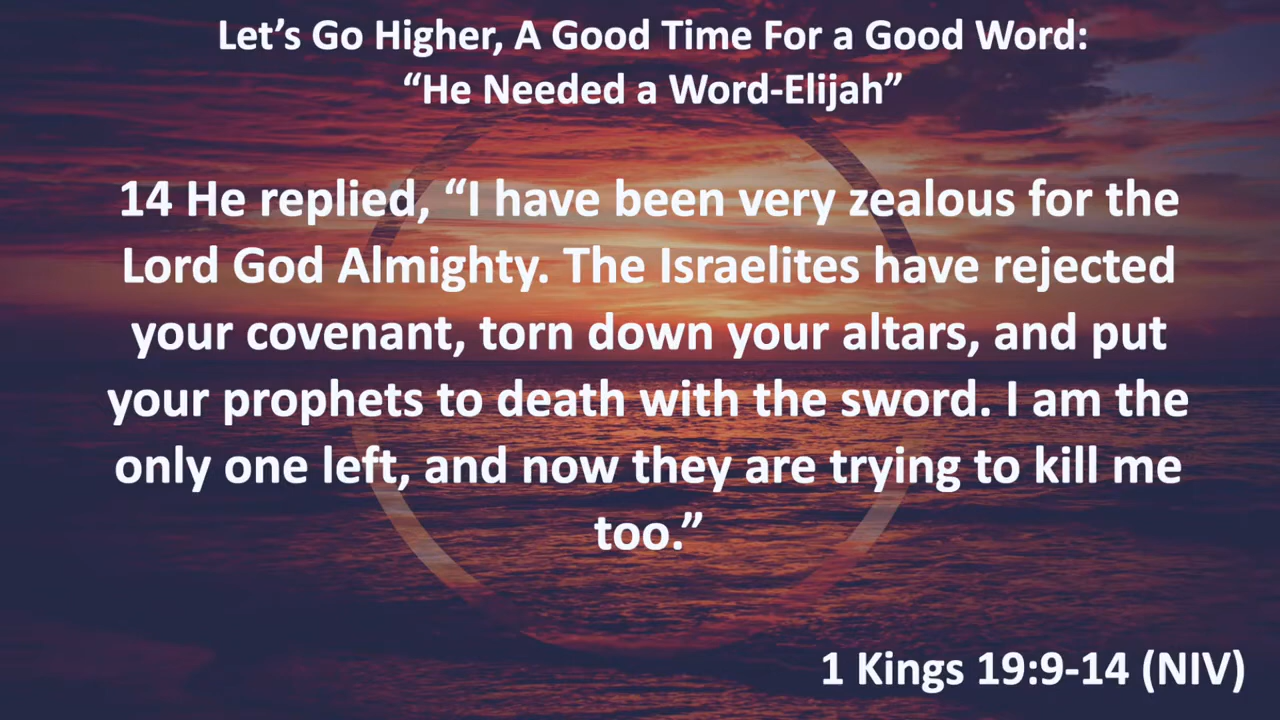 Let’s Go Higher, A Good Time For a Good Word:
“He Needed a Word-Elijah”
14 He replied, “I have been very zealous for the
Lord God Almighty. The Israelites have rejected
your covenant, torn down your altars, and put
your prophets to death with the sword. I am the
only one left, and now they are trying to kill me
too.”
1 Kings 19:9-14 (NIV)